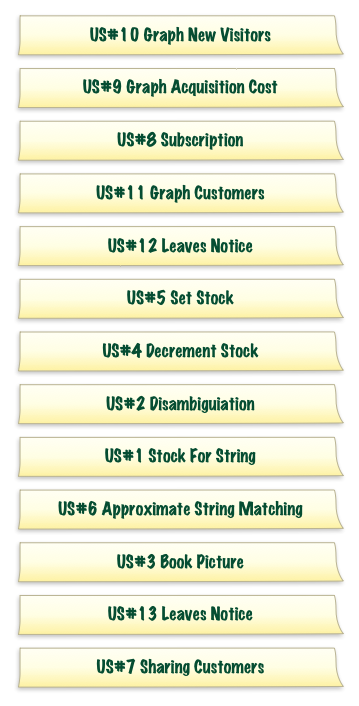 US#10 Graph New Visitors
US#9 Graph Acquisition Cost
US#8 Subscription
US#11 Graph Customers
US#12 Leaves Notice
US#5 Set Stock
US#4 Decrement Stock
US#2 Disambiguiation
US#1 Stock For String
US#6 Approximate String Matching
US#3 Book Picture
US#13 Leaves Notice
US#7 Sharing Customers